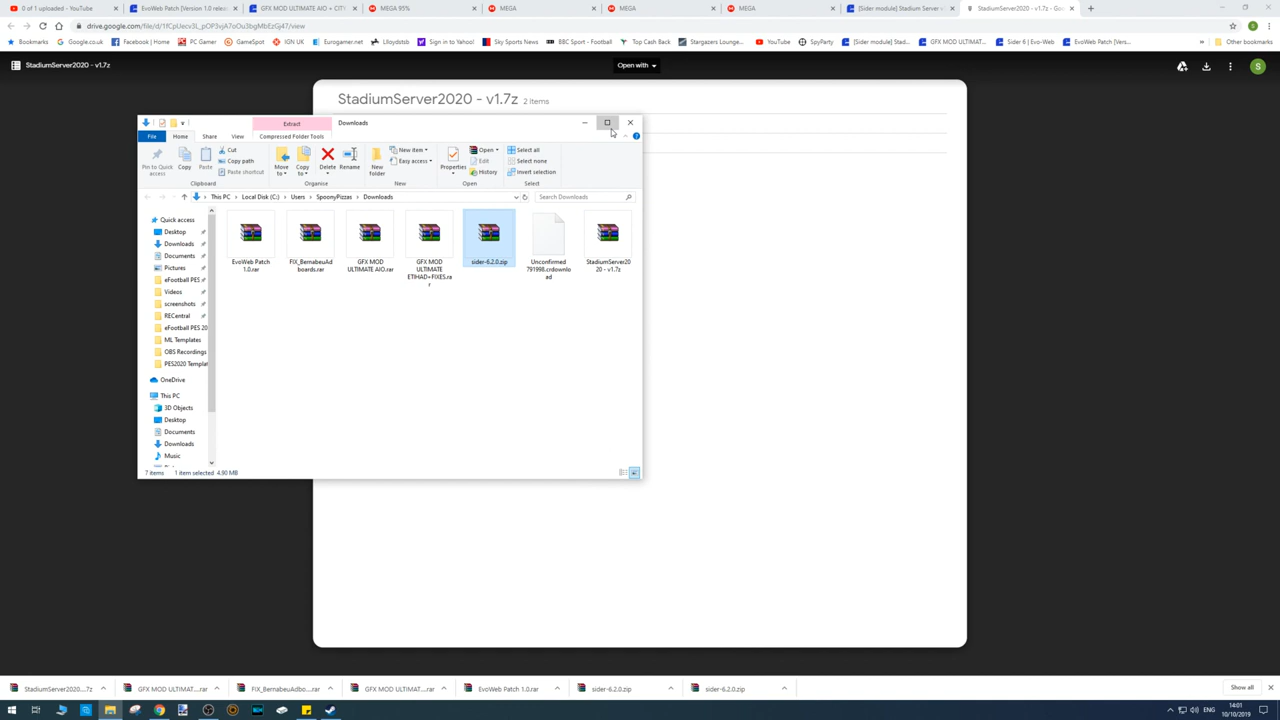 0 of 1 uploaded - YouTube
EvoWeb Patch [Version 1.0 relea
GFX MOD ULTIMATE AIO + CITY
MEGA 95%
MEGA
MEGA
MEGA
[Sider module] Stadium Server v
StadiumServer2020 - v1.7z - Goo
drive.google.com/file/d/1fCpUecv3L_pOP3vjA7oOu3bgMbEzGj47/view
Bookmarks
Google.co.uk
Facebook | Home
PC Gamer
GameSpot
IGN UK
Eurogamer.net
Lloydstsb
Sign in to Yahoo!
Sky Sports News
BBC Sport - Football
Top Cash Back
Stargazers Lounge...
YouTube
SpyParty
[Sider module] Stad...
GFX MOD ULTIMAT...
Sider 6 | Evo-Web
EvoWeb Patch [Vers...
»
Other bookmarks
StadiumServer2020 - v1.7z
Open with
S
StadiumServer2020 - v1.7z 2 items
Extract
Downloads
File
Home
Share
View
Compressed Folder Tools
Pin to Quick access
Copy
Paste
Cut
Copy path
Paste shortcut
Clipboard
Move to
Copy to
Delete
Rename
Organise
New folder
New item
Easy access
New
Properties
Open
Edit
History
Open
Select all
Select none
Invert selection
Select
This PC > Local Disk (C:) > Users > SpoonyPizzas > Downloads
Search Downloads
Quick access
Desktop
Downloads
Documents
Pictures
eFootball PES
Videos
screenshots
RECentral
eFootball PES 20
ML Templates
OBS Recordings
PES2020 Templat
OneDrive
This PC
3D Objects
Desktop
Documents
Downloads
Music
EvoWeb Patch 1.0.rar
FIX_BernabeuAdboards.rar
GFX MOD ULTIMATE AIO.rar
GFX MOD ULTIMATE ETIHAD+FIXES.rar
sider-6.2.0.zip
Unconfirmed 791998.crdownload
StadiumServer2020 - v1.7z
7 items
1 item selected 4.90 MB
StadiumServer2020....7z
GFX MOD ULTIMAT....rar
FIX_BernabeuAdbo....rar
GFX MOD ULTIMAT....rar
EvoWeb Patch 1.0.rar
sider-6.2.0.zip
sider-6.2.0.zip
Show all
ENG
14:01
10/10/2019